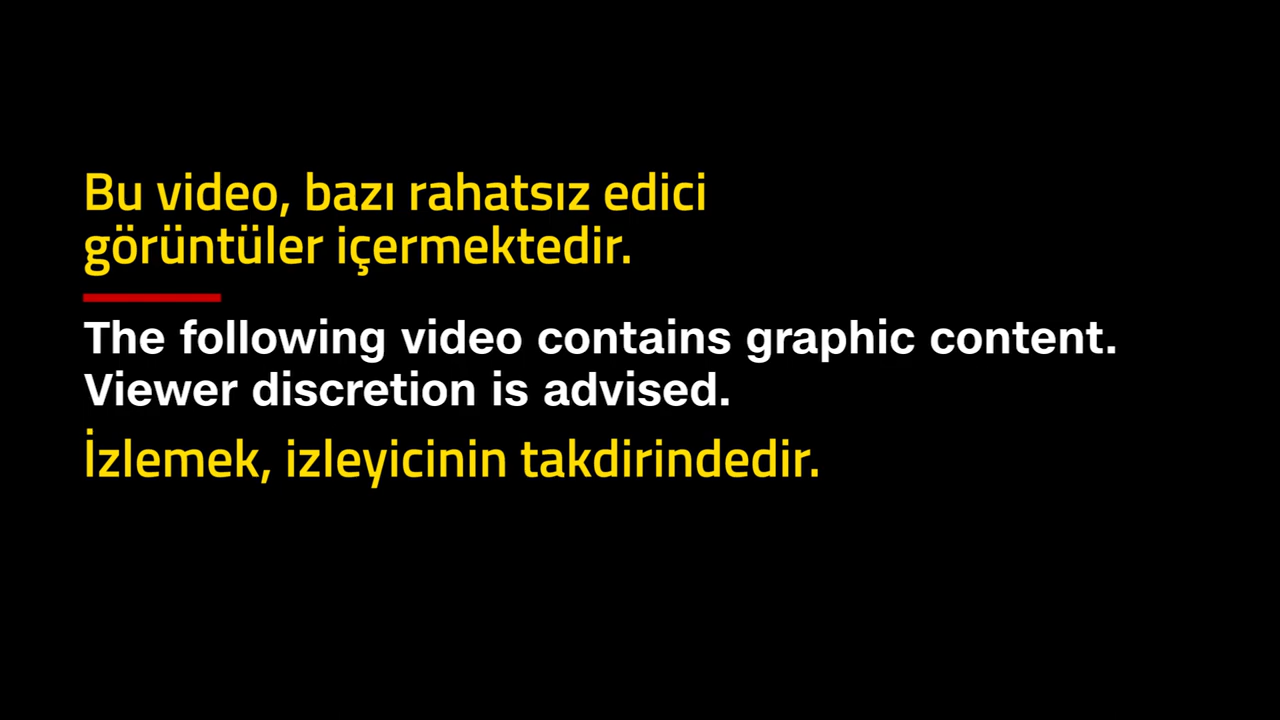 Bu video, bazı rahatsız edici
görüntüler içermektedir.
The following video contains graphic content.
Viewer discretion is advised.
İzlemek, izleyicinin takdirindedir.